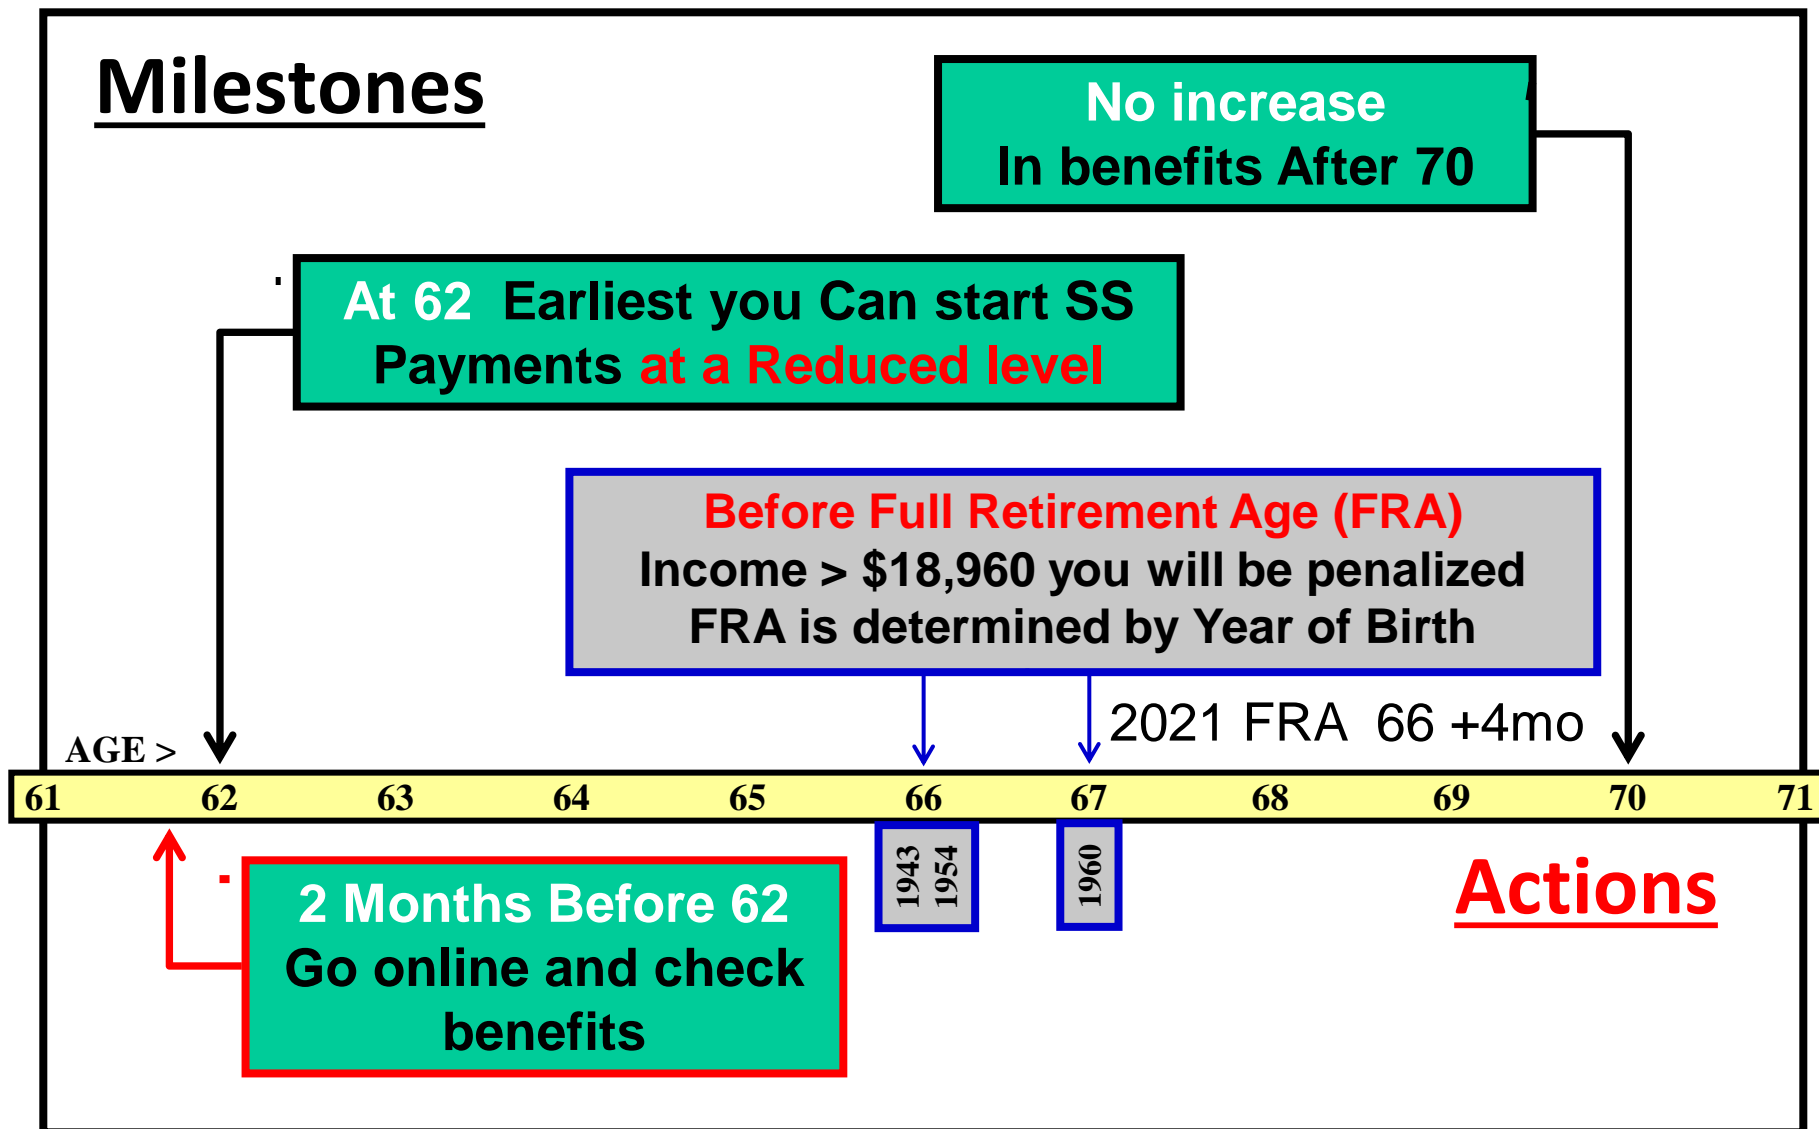 Milestones
No increase
In benefits After 70
At 62 Earliest you Can start SS
Payments at a Reduced level
Before Full Retirement Age (FRA)
Income > $18,960 you will be penalized
FRA is determined by Year of Birth
2021 FRA 66 +4mo
AGE >
61 62 63 64 65 66 67 68 69 70 71
1943
1954
1960
Actions
2 Months Before 62
Go online and check
benefits